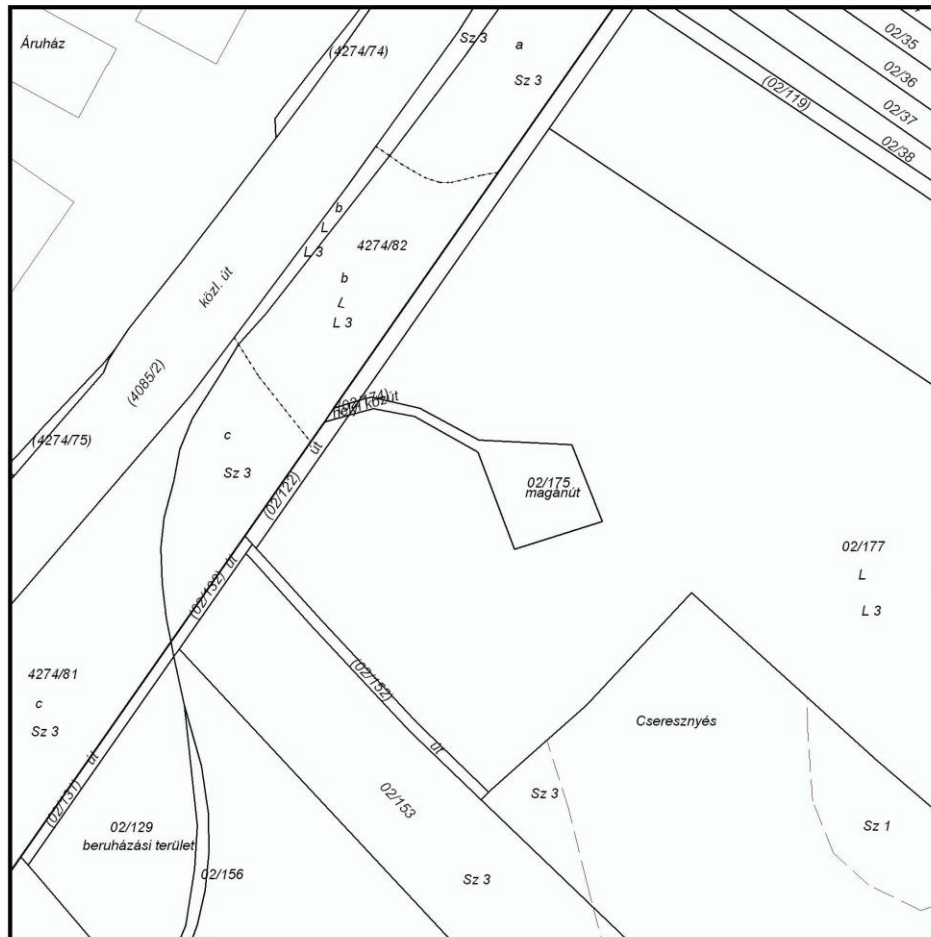 Áruház
(4274/74)
Sz 3
a
Sz 3
02/35
02/36
02/37
02/38
(02/119)
b
L
L 3
4274/82
b
L
L 3
közl. út
(4085/2)
(4274/75)
helyi közút
c
Sz 3
(02/122)
út
02/175
magánút
02/177
L
L 3
(02/132)
út
4274/81
c
Sz 3
(02/152)
út
Cseresznyés
Sz 3
Sz 1
(02/131)
út
02/129
beruházási terület
02/153
02/156
Sz 3